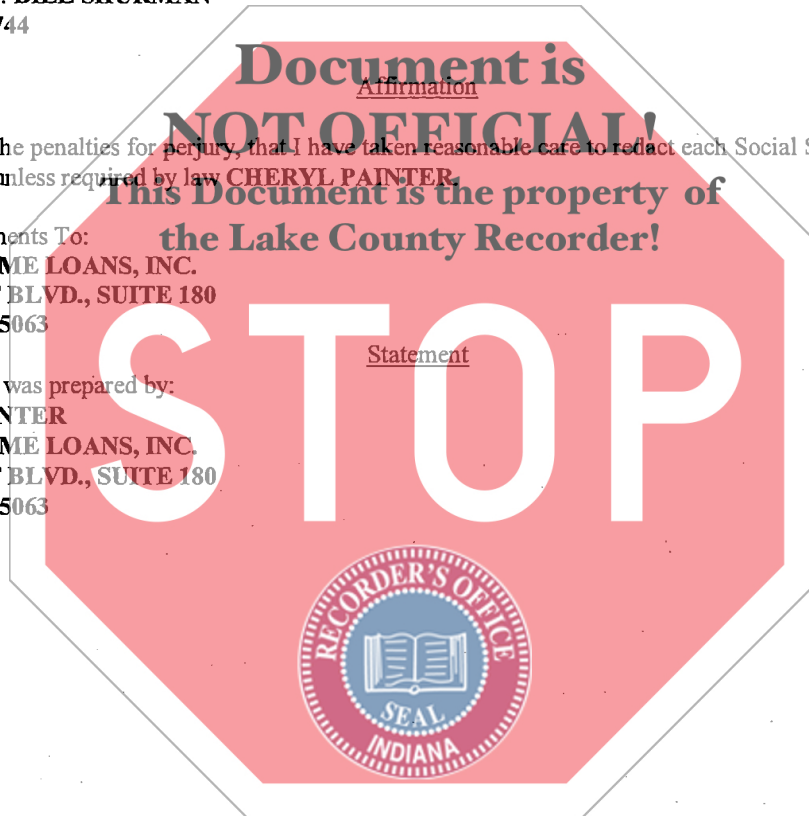 : BILL SHURMAN
744
Document is
Affirmation
NOT OFFICIAL!
he penalties for perjury, that I have taken reasonable care to redact each Social S
unless required by law CHERYL PAINTER.
This Document is the property of
ments To:
the Lake County Recorder!
ME LOANS, INC.
BLVD., SUITE 180
5063
STOP
Statement
was prepared by:
NTER
ME LOANS, INC.
BLVD., SUITE 180
5063
RECORDER'S OFFICE
SEAL
INDIANA